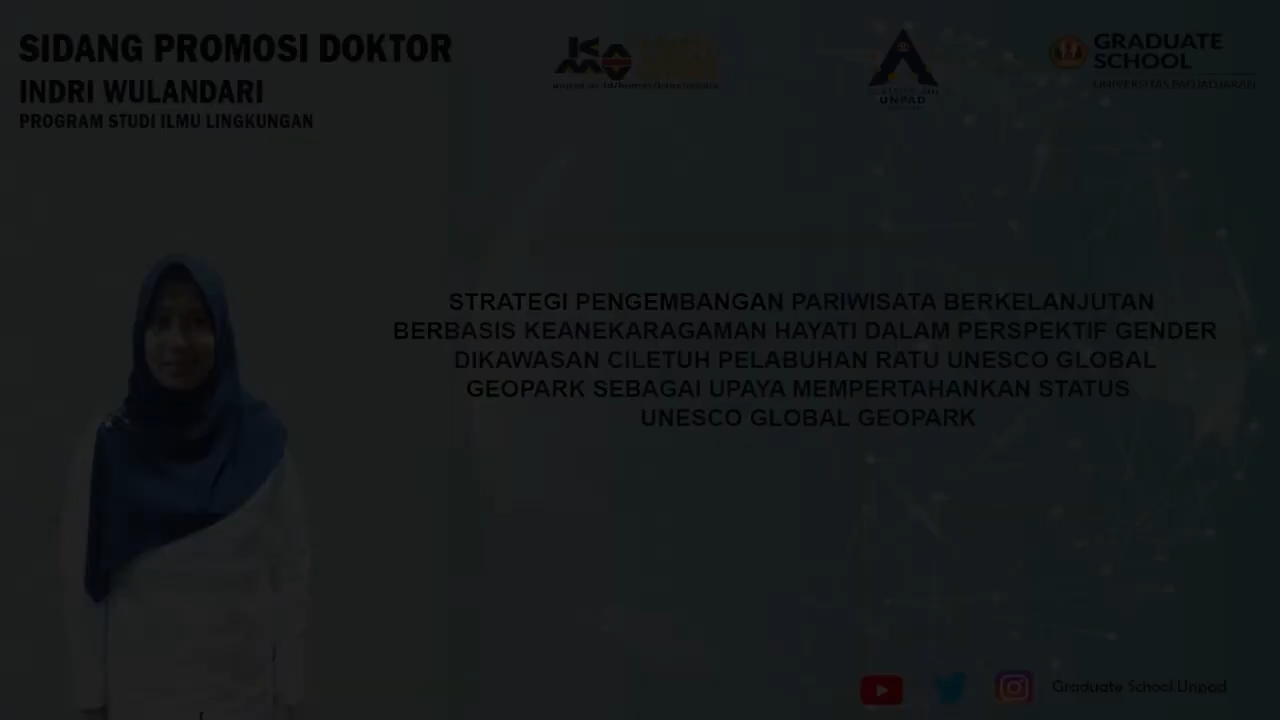 SIDANG PROMOSI DOKTOR
INDRI WULANDARI
PROGRAM STUDI ILMU LINGKUNGAN
UNPAD
GRADUATE
SCHOOL
UNIVERSITAS PADJADJARAN
STRATEGI PENGEMBANGAN PARIWISATA BERKELANJUTAN
BERBASIS KEANEKARAGAMAN HAYATI DALAM PERSPEKTIF GENDER
DIKAWASAN CILETUH PELABUHAN RATU UNESCO GLOBAL
GEOPARK SEBAGAI UPAYA MEMPERTAHANKAN STATUS
UNESCO GLOBAL GEOPARK
Graduate School Unpad